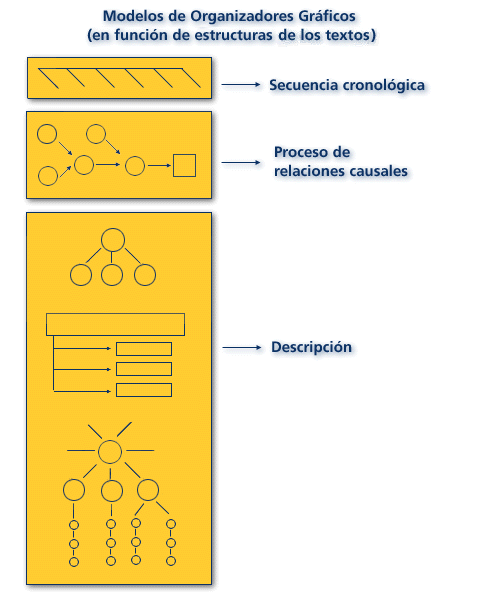 Modelos de Organizadores Gráficos
(en función de estructuras de los textos)
Secuencia cronológica
Proceso de
relaciones causales
Descripción